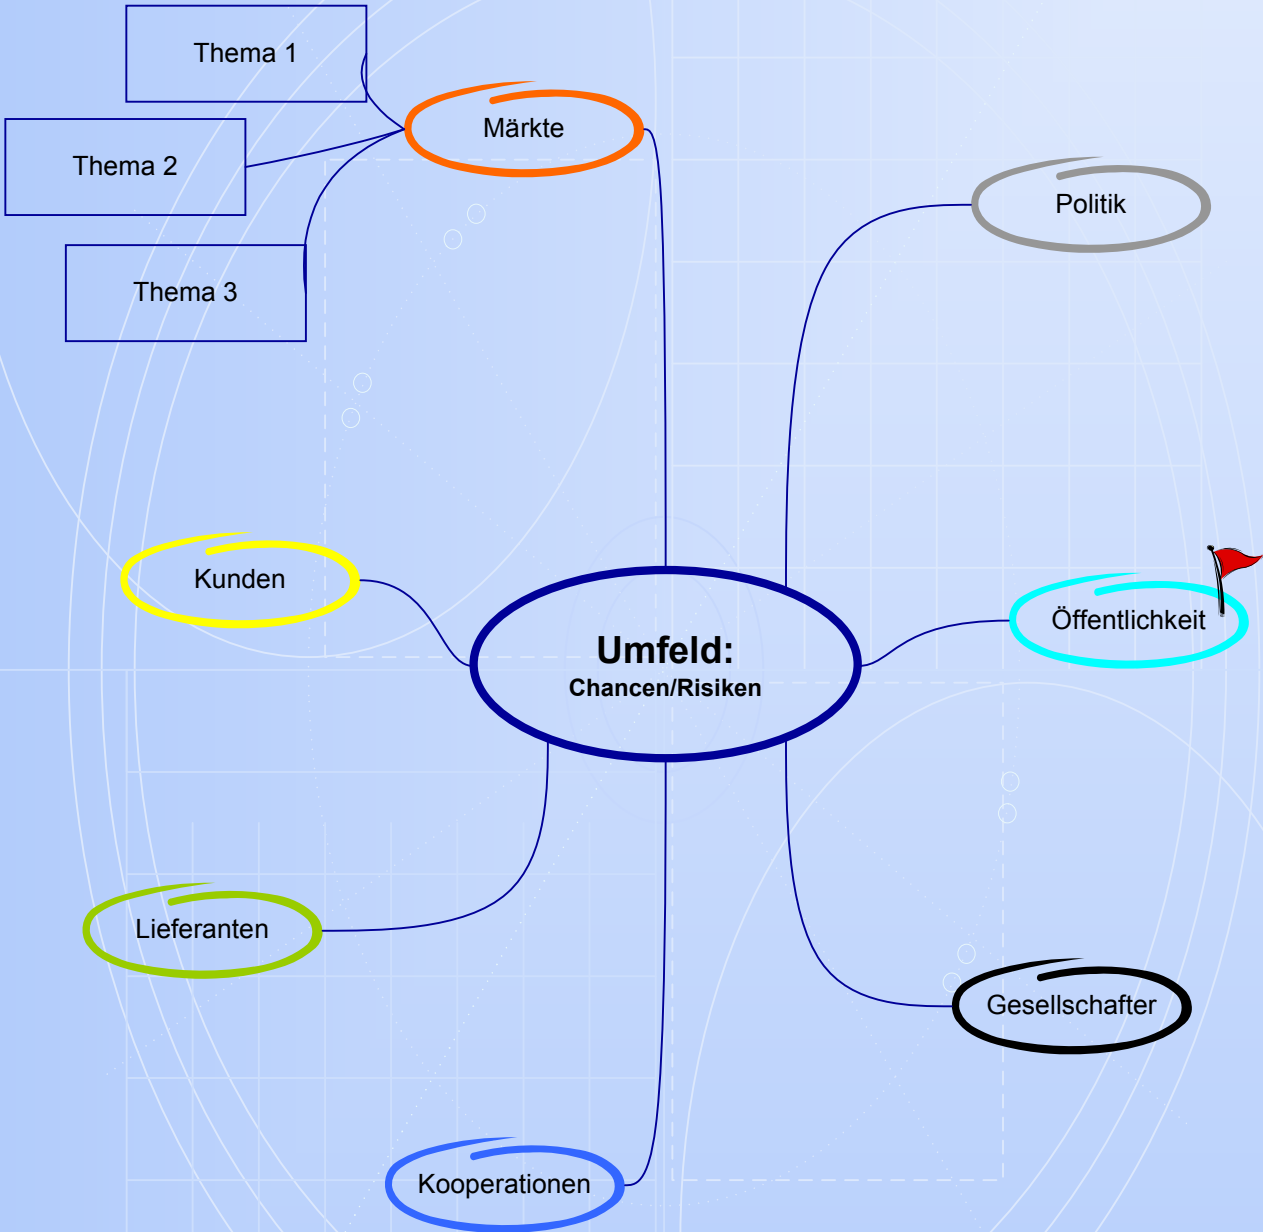 Thema 1
Märkte
Thema 2
Politik
Thema 3
Kunden
Öffentlichkeit
Umfeld:
Chancen/Risiken
Lieferanten
Gesellschafter
Kooperationen